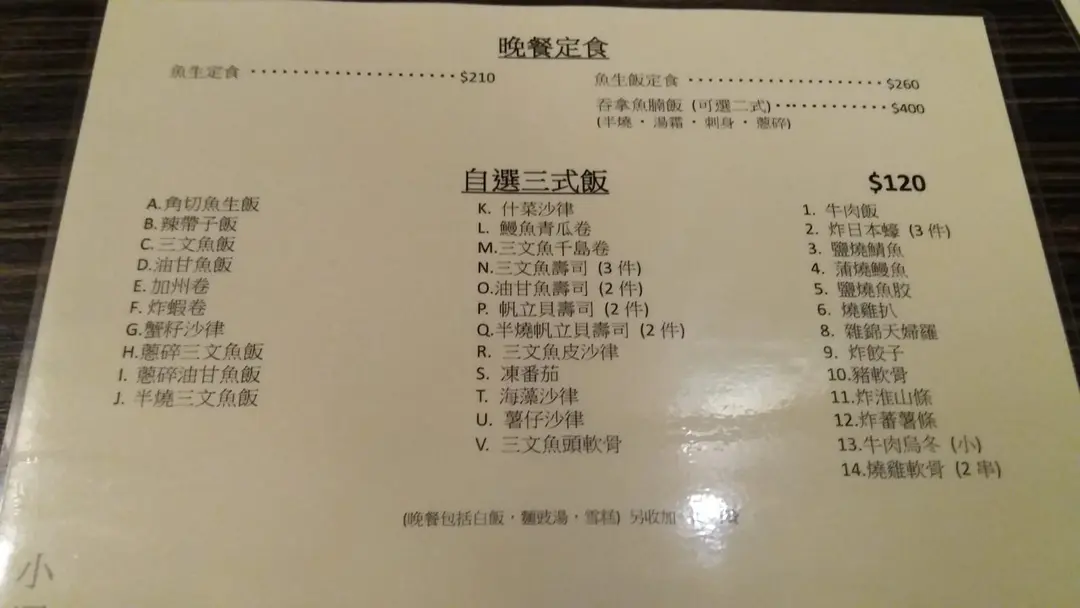 晚餐定食
魚生定食 ····················$210
魚生飯定食 ···················$260
吞拿魚腩飯 (可選二式)············$400
(半燒·湯霜·刺身·蔥碎)
自選三式飯 $120
A.角切魚生飯
B.辣帶子飯
C.三文魚飯
D.油甘魚飯
E.加州卷
F.炸蝦卷
G.蟹籽沙律
H.蔥碎三文魚飯
I. 蔥碎油甘魚飯
J. 半燒三文魚飯
K. 什菜沙律
L. 鰻魚青瓜卷
M.三文魚千島卷
N.三文魚壽司 (3 件)
O.油甘魚壽司 (2 件)
P. 帆立貝壽司 (2 件)
Q.半燒帆立貝壽司 (2 件)
R. 三文魚皮沙律
S. 凍番茄
T. 海藻沙律
U. 薯仔沙律
V. 三文魚頭軟骨
1. 牛肉飯
2. 炸日本蠔 (3 件)
3. 鹽燒鯖魚
4. 蒲燒鰻魚
5. 鹽燒魚胶
6. 燒雞扒
8. 雜錦天婦羅
9. 炸餃子
10.豬軟骨
11.炸淮山條
12.炸蕃薯條
13.牛肉烏冬 (小)
14.燒雞軟骨 (2 串)
(晚餐包括白飯·麵豉湯·雪糕) 另收加
小